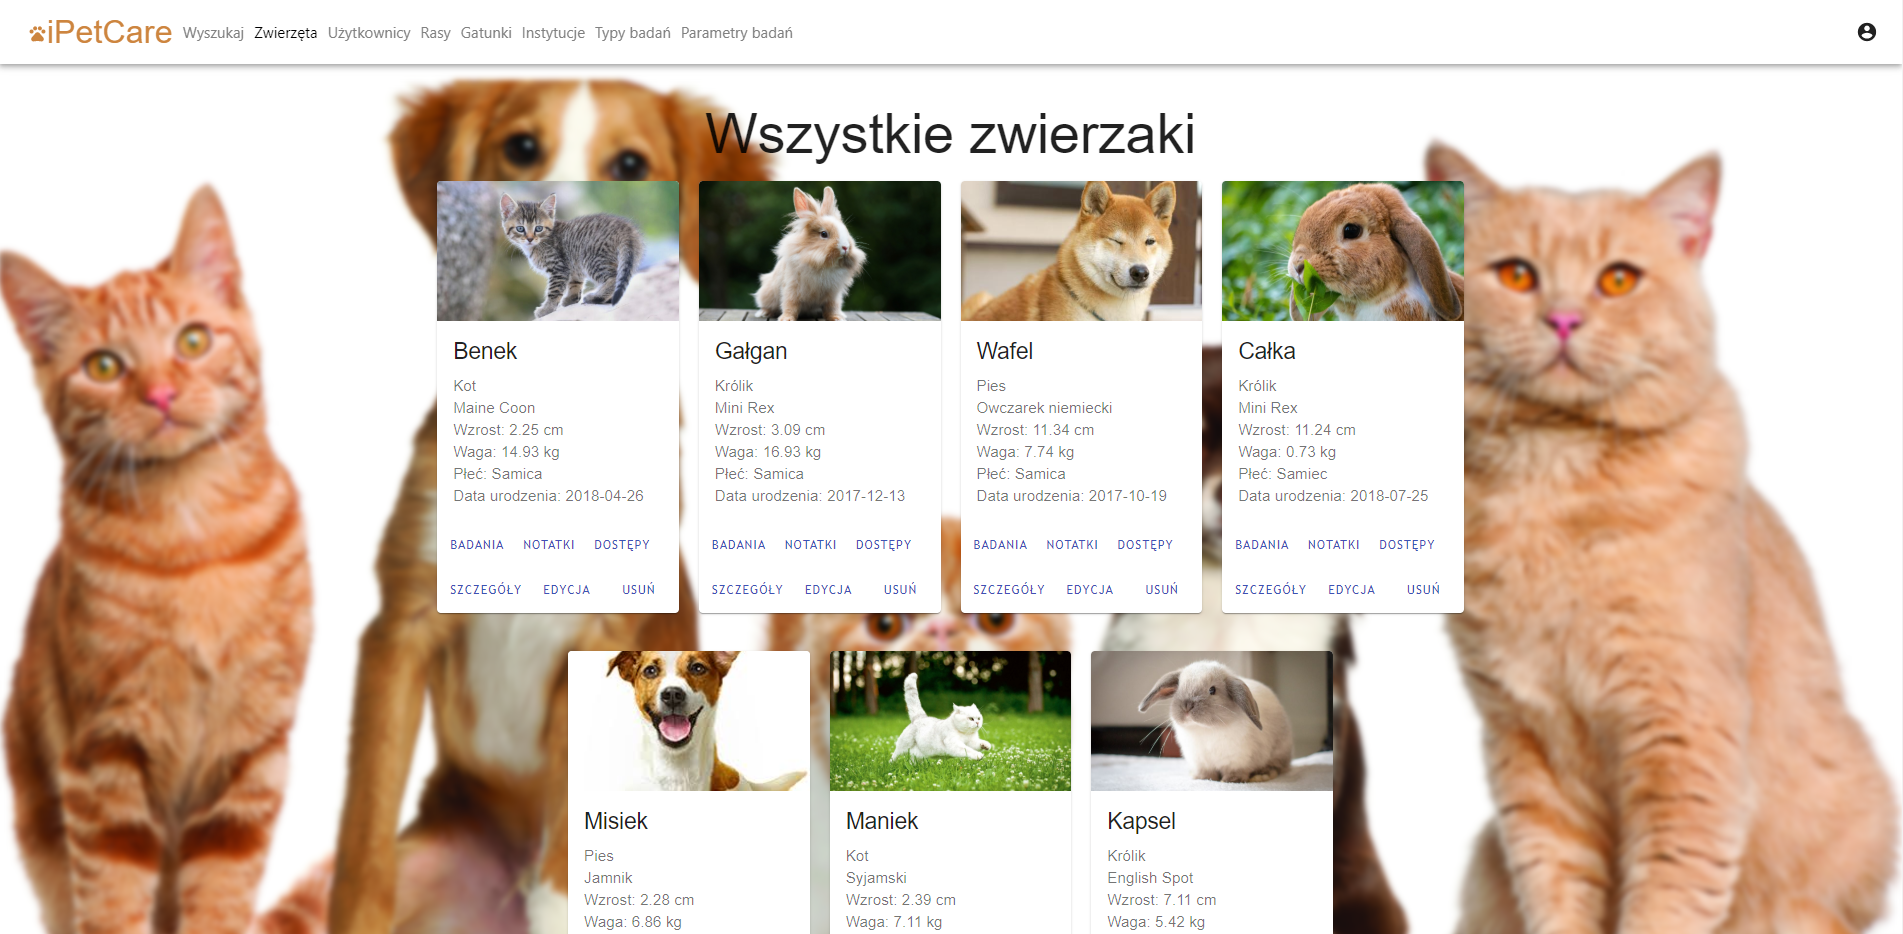 iPetCare Wyszukaj Zwierzęta Użytkownicy Rasy Gatunki Instytucje Typy badań Parametry badań
Wszystkie zwierzaki
Benek
Kot
Maine Coon
Wzrost: 2.25 cm
Waga: 14.93 kg
Płeć: Samica
Data urodzenia: 2018-04-26
BADANIA NOTATKI DOSTĘPY
SZCZEGÓŁY EDYCJA USUŃ
Gałgan
Królik
Mini Rex
Wzrost: 3.09 cm
Waga: 16.93 kg
Płeć: Samica
Data urodzenia: 2017-12-13
BADANIA NOTATKI DOSTĘPY
SZCZEGÓŁY EDYCJA USUŃ
Wafel
Pies
Owczarek niemiecki
Wzrost: 11.34 cm
Waga: 7.74 kg
Płeć: Samica
Data urodzenia: 2017-10-19
BADANIA NOTATKI DOSTĘPY
SZCZEGÓŁY EDYCJA USUŃ
Całka
Królik
Mini Rex
Wzrost: 11.24 cm
Waga: 0.73 kg
Płeć: Samiec
Data urodzenia: 2018-07-25
BADANIA NOTATKI DOSTĘPY
SZCZEGÓŁY EDYCJA USUŃ
Misiek
Pies
Jamnik
Wzrost: 2.28 cm
Waga: 6.86 kg
Maniek
Kot
Syjamski
Wzrost: 2.39 cm
Waga: 7.11 kg
Kapsel
Królik
English Spot
Wzrost: 7.11 cm
Waga: 5.42 kg